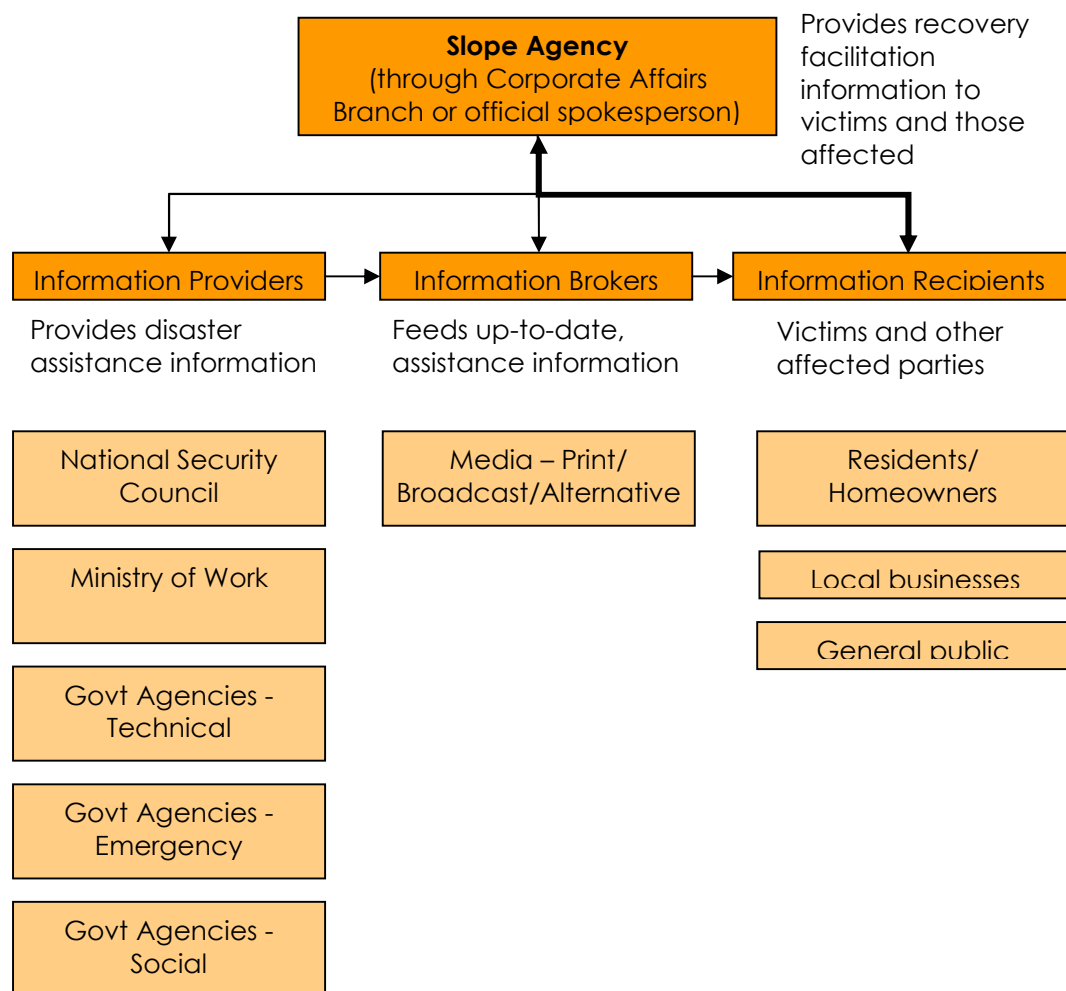 Slope Agency
(through Corporate Affairs
Branch or official spokesperson)
Provides recovery
facilitation
information to
victims and those
affected
Information Providers
Information Brokers
Information Recipients
Provides disaster
assistance information
Feeds up-to-date,
assistance information
Victims and other
affected parties
National Security
Council
Ministry of Work
Govt Agencies -
Technical
Govt Agencies -
Emergency
Govt Agencies -
Social
Media – Print/
Broadcast/Alternative
Residents/
Homeowners
Local businesses
General public